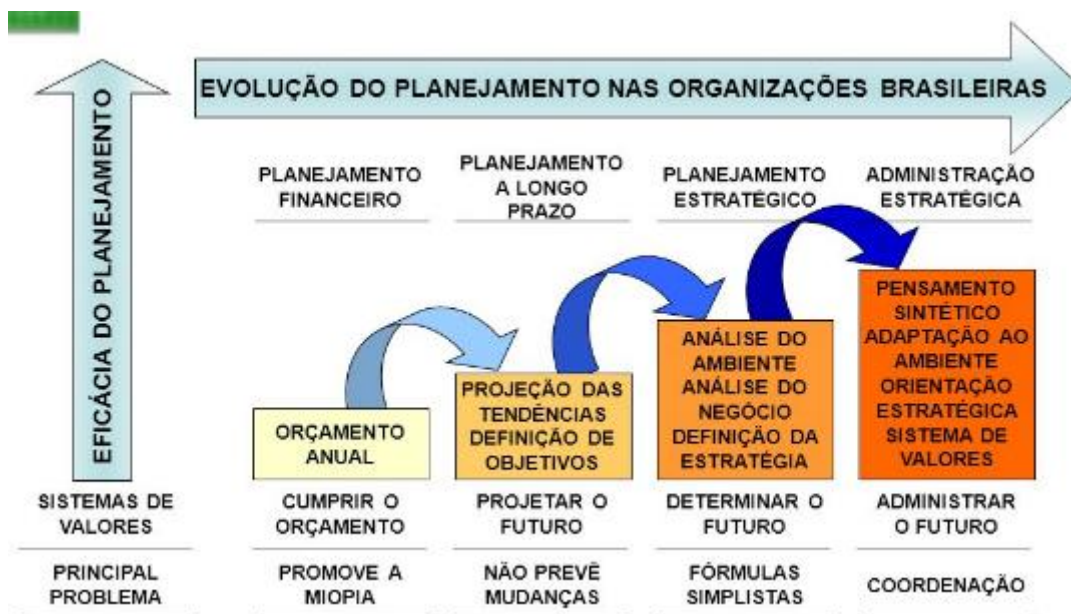 EVOLUÇÃO DO PLANEJAMENTO NAS ORGANIZAÇÕES BRASILEIRAS
EFICÁCIA DO PLANEJAMENTO
PLANEJAMENTO
FINANCEIRO
PLANEJAMENTO
A LONGO
PRAZO
PLANEJAMENTO
ESTRATÉGICO
ADMINISTRAÇÃO
ESTRATÉGICA
ORÇAMENTO
ANUAL
PROJEÇÃO DAS
TENDÊNCIAS
DEFINIÇÃO DE
OBJETIVOS
ANÁLISE DO
AMBIENTE
ANÁLISE DO
NEGÓCIO
DEFINIÇÃO DA
ESTRATÉGIA
PENSAMENTO
SINTÉTICO
ADAPTAÇÃO AO
AMBIENTE
ORIENTAÇÃO
ESTRATÉGICA
SISTEMA DE
VALORES
SISTEMAS DE
VALORES
CUMPRIR O
ORÇAMENTO
PROJETAR O
FUTURO
DETERMINAR O
FUTURO
ADMINISTRAR
O FUTURO
PRINCIPAL
PROBLEMA
PROMOVE A
MIOPIA
NÃO PREVÊ
MUDANÇAS
FÓRMULAS
SIMPLISTAS
COORDENAÇÃO